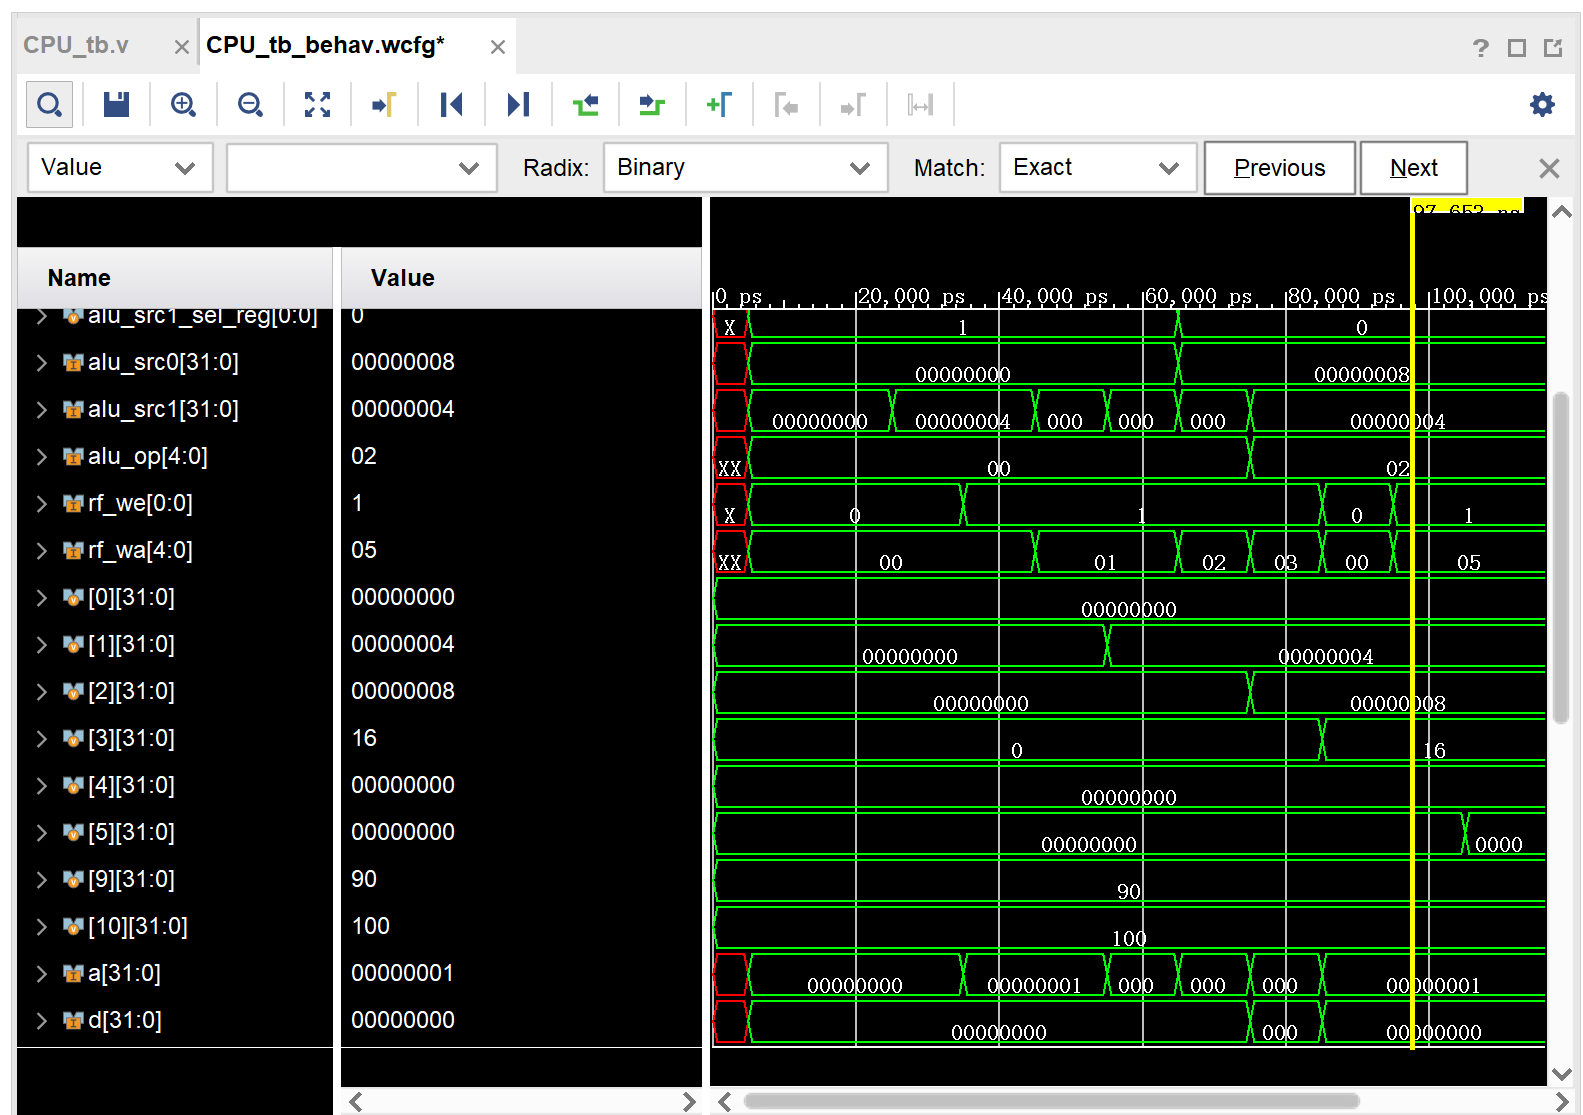 CPU_tb.v CPU_tb_behav.wcfg*
?
Value Radix: Binary Match: Exact Previous Next
97,653 ps
Name Value
0 ps 20,000 ps 40,000 ps 60,000 ps 80,000 ps 100,000 ps
alu_src1_sel_reg[0:0] 0 X 1 0
alu_src0[31:0] 00000008 00000000 00000008
alu_src1[31:0] 00000004 00000000 00000004 000 000 000 00000004
alu_op[4:0] 02 XX 00 02
rf_we[0:0] 1 X 0 1 0 1
rf_wa[4:0] 05 XX 00 01 02 03 00 05
[0][31:0] 00000000 00000000
[1][31:0] 00000004 00000000 00000004
[2][31:0] 00000008 00000000 00000008
[3][31:0] 16 0 16
[4][31:0] 00000000 00000000
[5][31:0] 00000000 00000000 0000
[9][31:0] 90 90
[10][31:0] 100 100
a[31:0] 00000001 00000000 00000001 000 000 000 00000001
d[31:0] 00000000 00000000 000 00000000